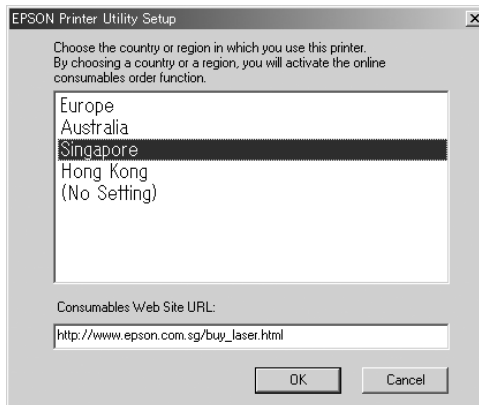 EPSON Printer Utility Setup
Choose the country or region in which you use this printer.
By choosing a country or a region, you will activate the online
consumables order function.
Europe
Australia
Singapore
Hong Kong
(No Setting)
Consumables Web Site URL:
http://www.epson.com.sg/buy_laser.html
OK
Cancel